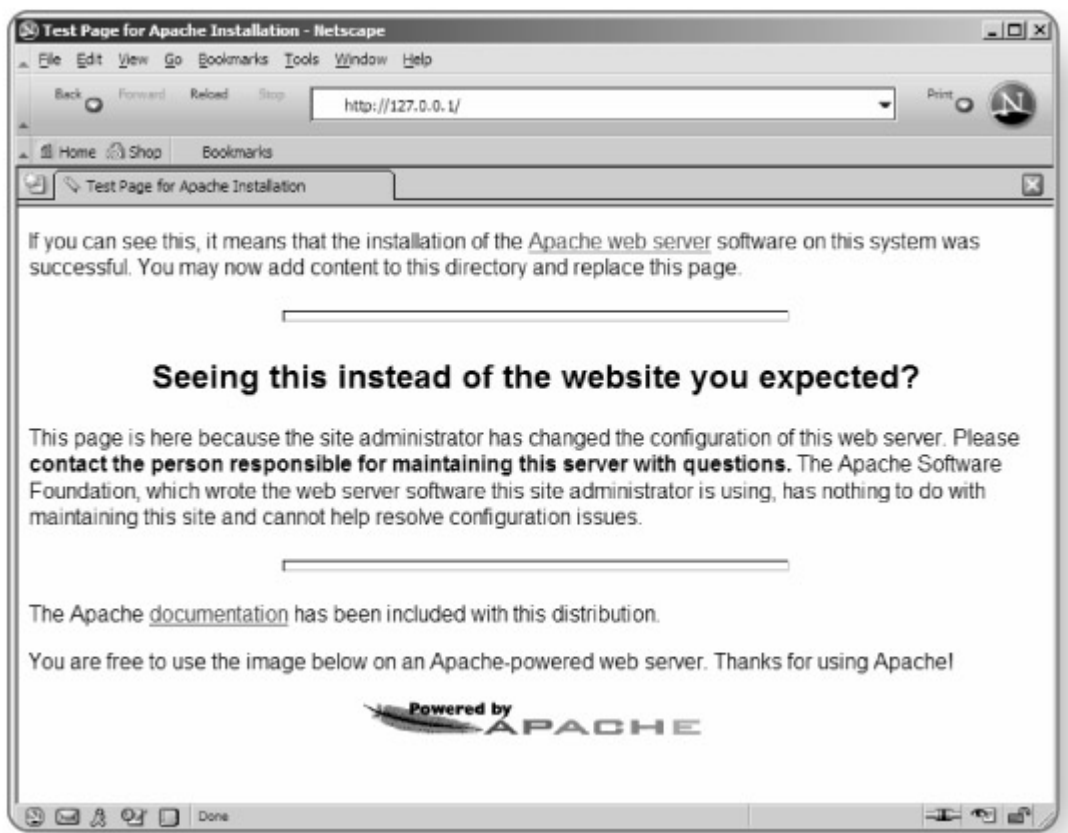 Test Page for Apache Installation - Netscape
File Edit View Go Bookmarks Tools Window Help
Back Forward Reload Stop http://127.0.0.1/ Print N
Home Shop Bookmarks
Test Page for Apache Installation
If you can see this, it means that the installation of the Apache web server software on this system was
successful. You may now add content to this directory and replace this page.
Seeing this instead of the website you expected?
This page is here because the site administrator has changed the configuration of this web server. Please
contact the person responsible for maintaining this server with questions. The Apache Software
Foundation, which wrote the web server software this site administrator is using, has nothing to do with
maintaining this site and cannot help resolve configuration issues.
The Apache documentation has been included with this distribution.
You are free to use the image below on an Apache-powered web server. Thanks for using Apache!
Powered by
APACHE
Done